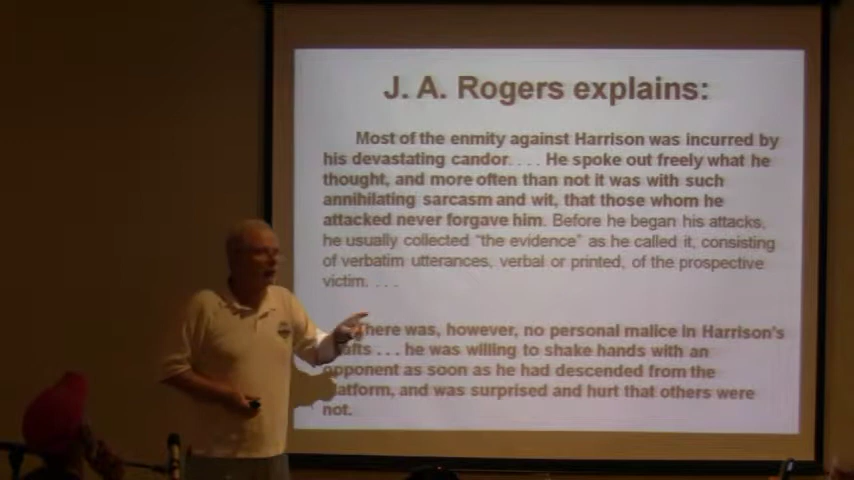 J. A. Rogers explains:
Most of the enmity against Harrison was incurred by
his devastating candor. . . . He spoke out freely what he
thought, and more often than not it was with such
annihilating sarcasm and wit, that those whom he
attacked never forgave him. Before he began his attacks,
he usually collected "the evidence" as he called it, consisting
of verbatim utterances, verbal or printed, of the prospective
victim. . . .
There was, however, no personal malice in Harrison's
. . . he was willing to shake hands with an
opponent as soon as he had descended from the
platform, and was surprised and hurt that others were
not.